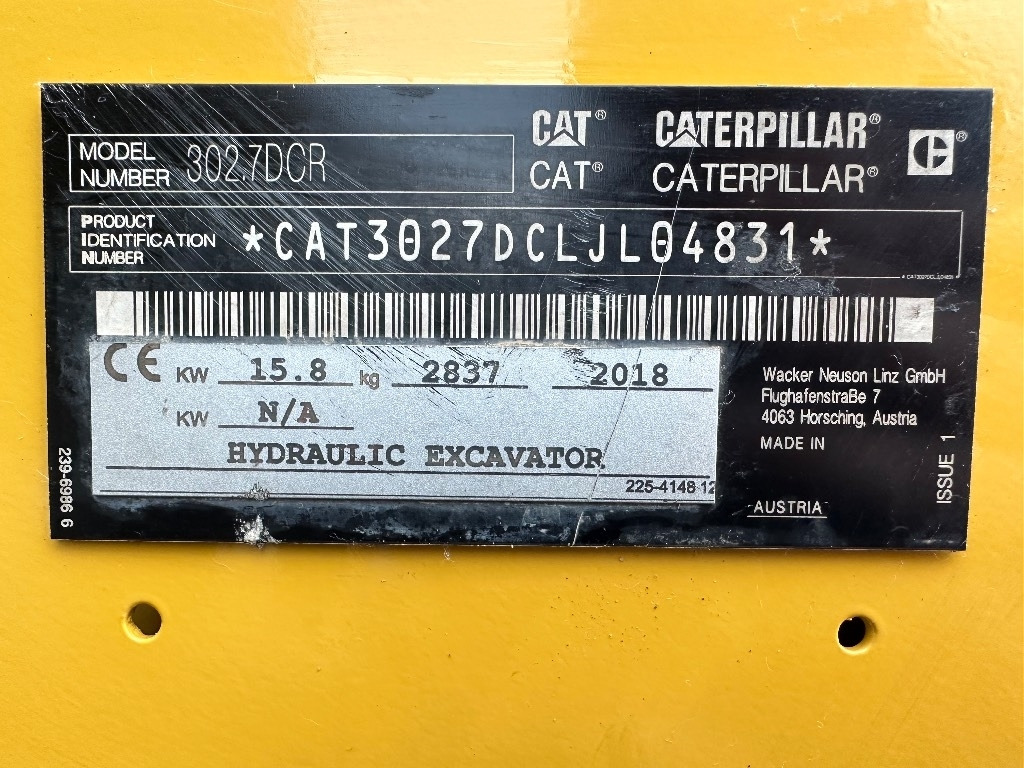 MODEL
NUMBER 302.7DCR
CAT® CATERPILLAR®
CAT® CATERPILLAR®
PRODUCT
IDENTIFICATION
NUMBER
*CAT3027DCLJL04831*
CE KW 15.8 kg 2837 2018
KW N/A
HYDRAULIC EXCAVATOR
225-4148 12
Wacker Neuson Linz GmbH
Flughafenstraße 7
4063 Horsching, Austria
MADE IN
AUSTRIA
239-6986 6
ISSUE 1